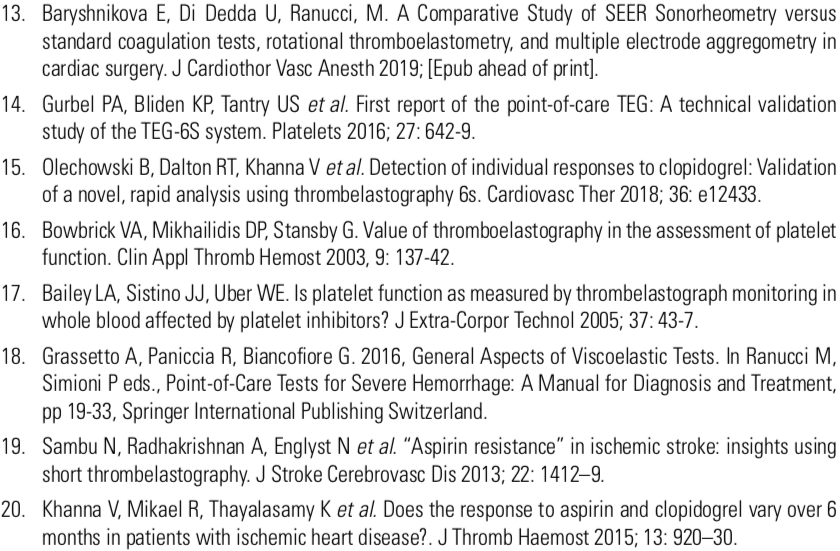 13. Baryshnikova E, Di Dedda U, Ranucci, M. A Comparative Study of SEER Sonorheometry versus
standard coagulation tests, rotational thromboelastometry, and multiple electrode aggregometry in
cardiac surgery. J Cardiothor Vasc Anesth 2019; [Epub ahead of print].
14. Gurbel PA, Bliden KP, Tantry US et al. First report of the point-of-care TEG: A technical validation
study of the TEG-6S system. Platelets 2016; 27: 642-9.
15. Olechowski B, Dalton RT, Khanna V et al. Detection of individual responses to clopidogrel: Validation
of a novel, rapid analysis using thrombelastography 6s. Cardiovasc Ther 2018; 36: e12433.
16. Bowbrick VA, Mikhailidis DP, Stansby G. Value of thromboelastography in the assessment of platelet
function. Clin Appl Thromb Hemost 2003, 9: 137-42.
17. Bailey LA, Sistino JJ, Uber WE. Is platelet function as measured by thrombelastograph monitoring in
whole blood affected by platelet inhibitors? J Extra-Corpor Technol 2005; 37: 43-7.
18. Grassetto A, Paniccia R, Biancofiore G. 2016, General Aspects of Viscoelastic Tests. In Ranucci M,
Simioni P eds., Point-of-Care Tests for Severe Hemorrhage: A Manual for Diagnosis and Treatment,
pp 19-33, Springer International Publishing Switzerland.
19. Sambu N, Radhakrishnan A, Englyst N et al. “Aspirin resistance” in ischemic stroke: insights using
short thrombelastography. J Stroke Cerebrovasc Dis 2013; 22: 1412–9.
20. Khanna V, Mikael R, Thayalasamy K et al. Does the response to aspirin and clopidogrel vary over 6
months in patients with ischemic heart disease?. J Thromb Haemost 2015; 13: 920–30.